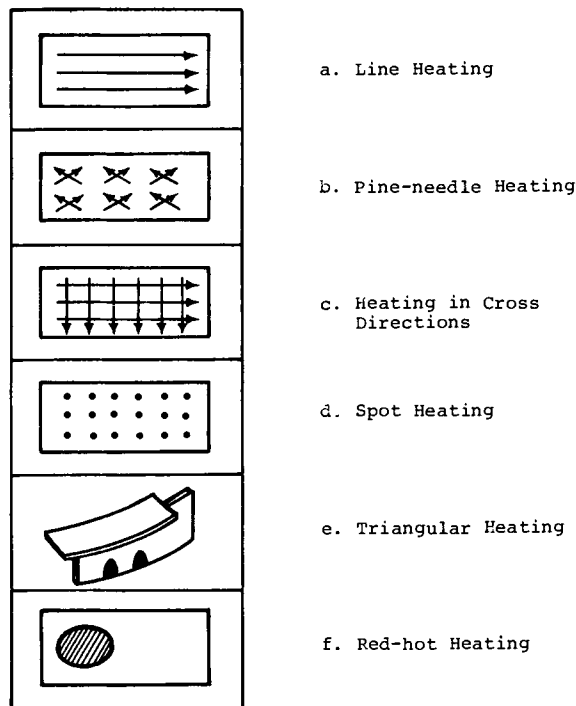 a. Line Heating
b. Pine-needle Heating
c. Heating in Cross
Directions
d. Spot Heating
e. Triangular Heating
f. Red-hot Heating